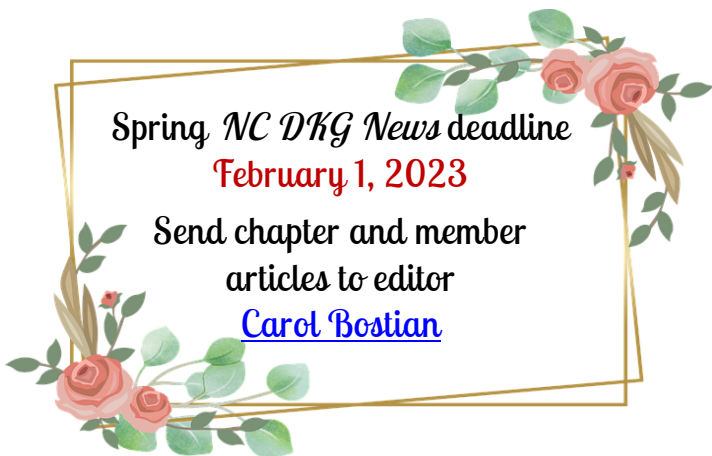 Spring NC DKG News deadline
February 1, 2023
Send chapter and member
articles to editor
Carol Bostian